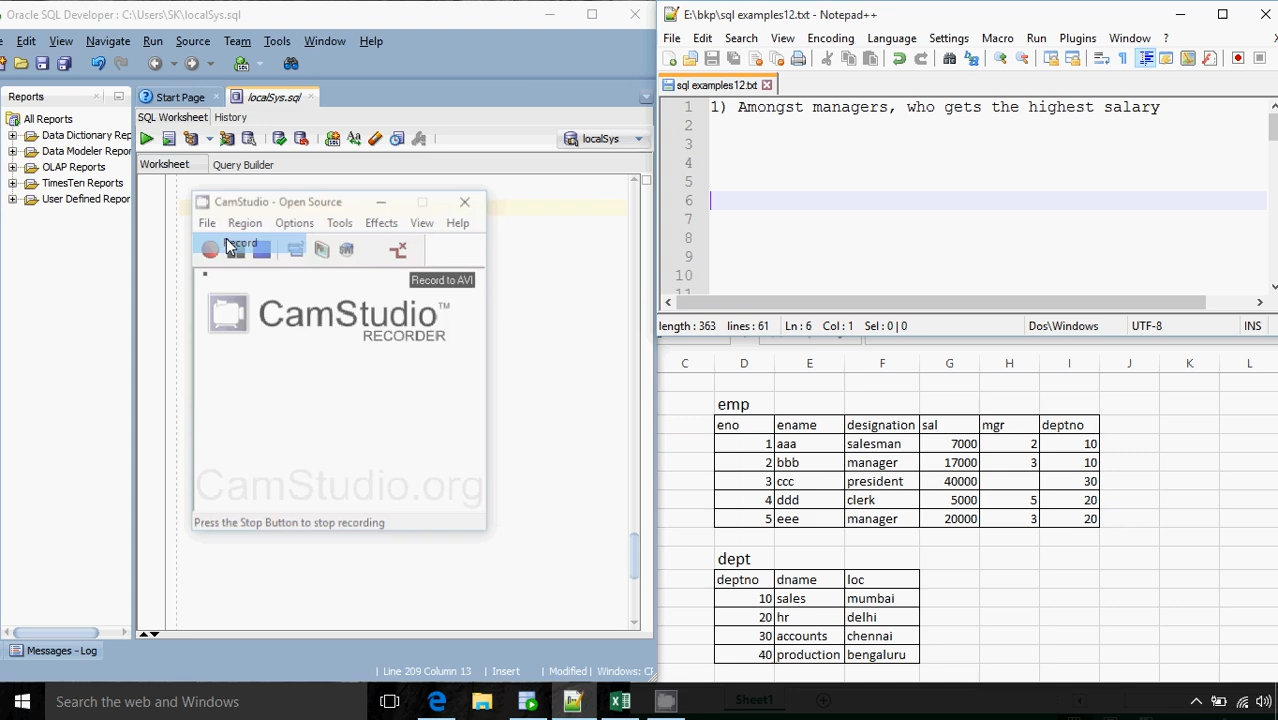 Oracle SQL Developer : C:\Users\SK\localSys.sql
Edit View Navigate Run Source Team Tools Window Help
Reports
Start Page
localSys.sql
SQL Worksheet History
localSys
Worksheet Query Builder
All Reports
Data Dictionary Rep
Data Modeler Repor
OLAP Reports
TimesTen Reports
User Defined Repor
CamStudio - Open Source
File Region Options Tools Effects View Help
Record
Record to AVI
CamStudio™
RECORDER
CamStudio.org
Press the Stop Button to stop recording
Messages - Log
Line 209 Column 13 Insert Modified Windows: CF
E:\bkp\sql examples12.txt - Notepad++
File Edit Search View Encoding Language Settings Macro Run Plugins Window ?
sql examples12.txt
1 1) Amongst managers, who gets the highest salary
2
3
4
5
6
7
8
9
10
11
length : 363 lines : 61 Ln : 6 Col : 1 Sel : 0 | 0 Dos\Windows UTF-8 INS
C D E F G H I J K L
emp
eno ename designation sal mgr deptno
1 aaa salesman 7000 2 10
2 bbb manager 17000 3 10
3 ccc president 40000 30
4 ddd clerk 5000 5 20
5 eee manager 20000 3 20
dept
deptno dname loc
10 sales mumbai
20 hr delhi
30 accounts chennai
40 production bengaluru
Sheet1
Search the web and Windows